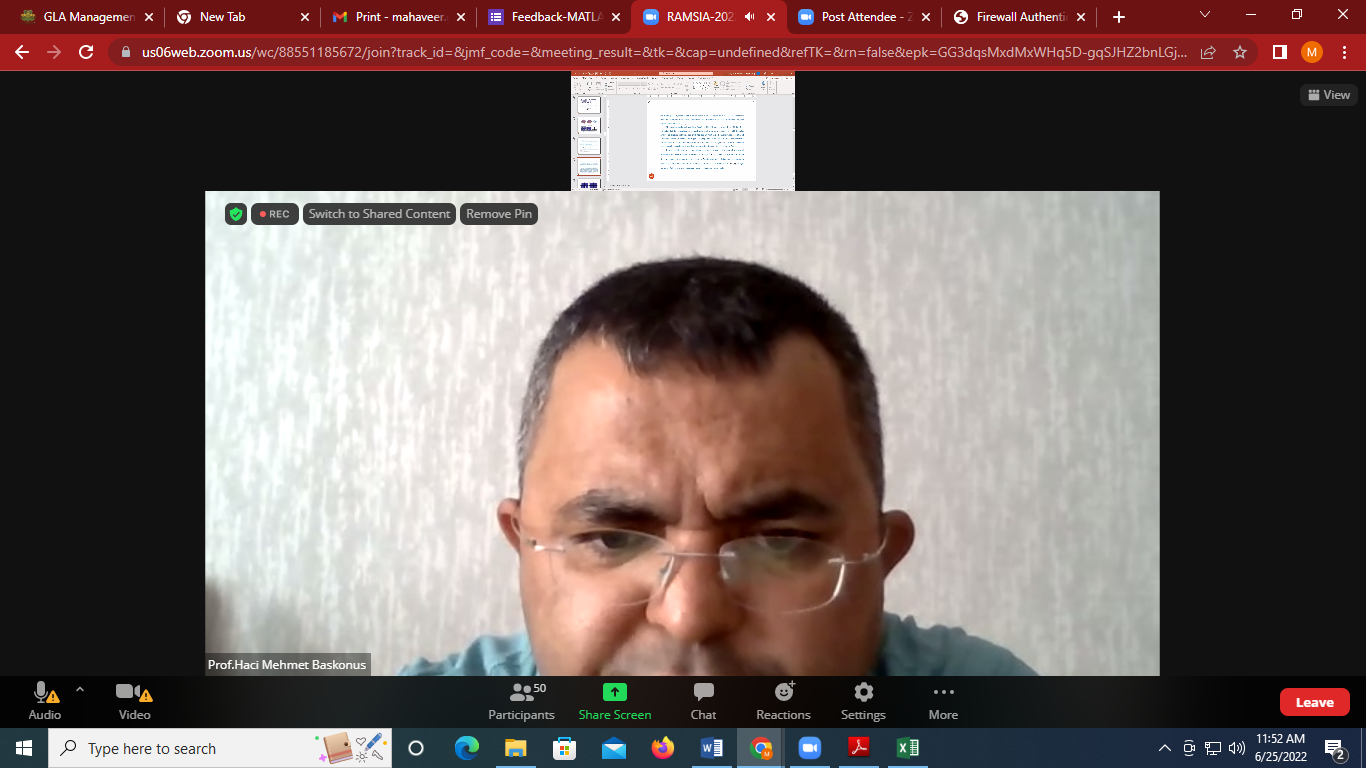 GLA Managemen
New Tab
Print - mahaveer.
Feedback-MATLA
RAMSIA-202
Post Attendee - Z
Firewall Authenti
us06web.zoom.us/wc/88551185672/join?track_id=&jmf_code=&meeting_result=&tk=&cap=undefined&refTK=&rn=false&epk=GG3dqsMxdMxWHq5D-gqSJHZ2bnLGj...
M
View
REC
Switch to Shared Content
Remove Pin
Prof.Haci Mehmet Baskonus
Audio
Video
50
Participants
Share Screen
Chat
Reactions
Settings
More
Leave
Type here to search
11:52 AM
6/25/2022
2